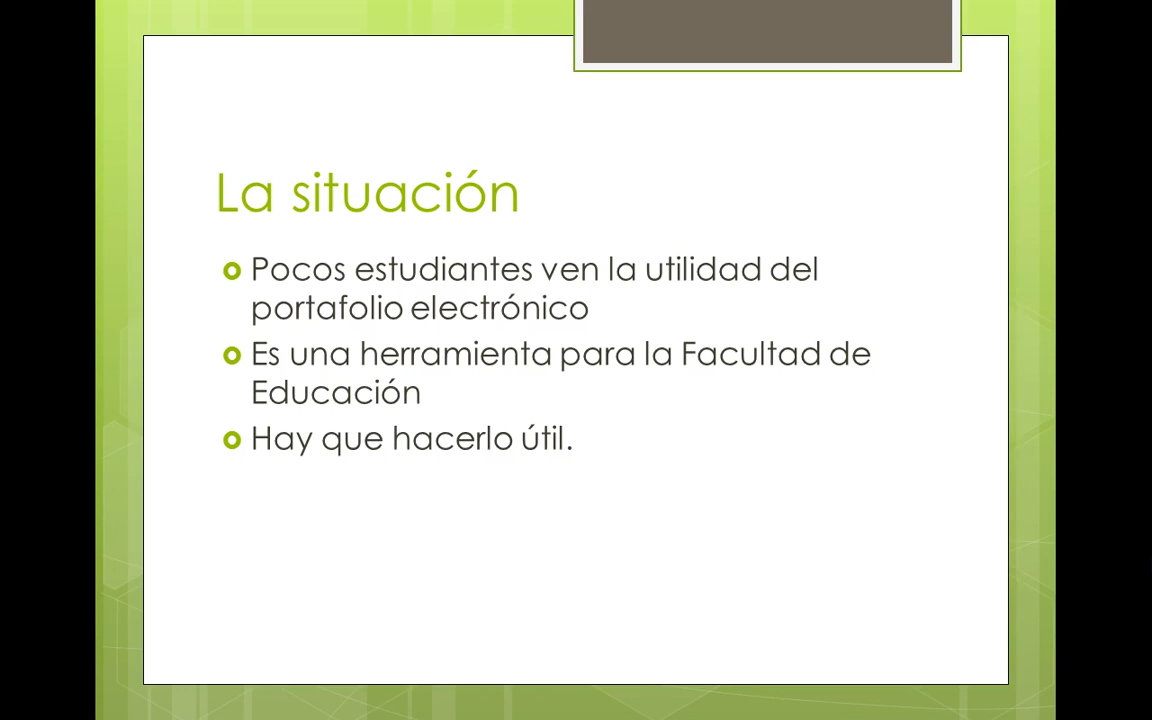 La situación
Pocos estudiantes ven la utilidad del
portafolio electrónico
Es una herramienta para la Facultad de
Educación
Hay que hacerlo útil.